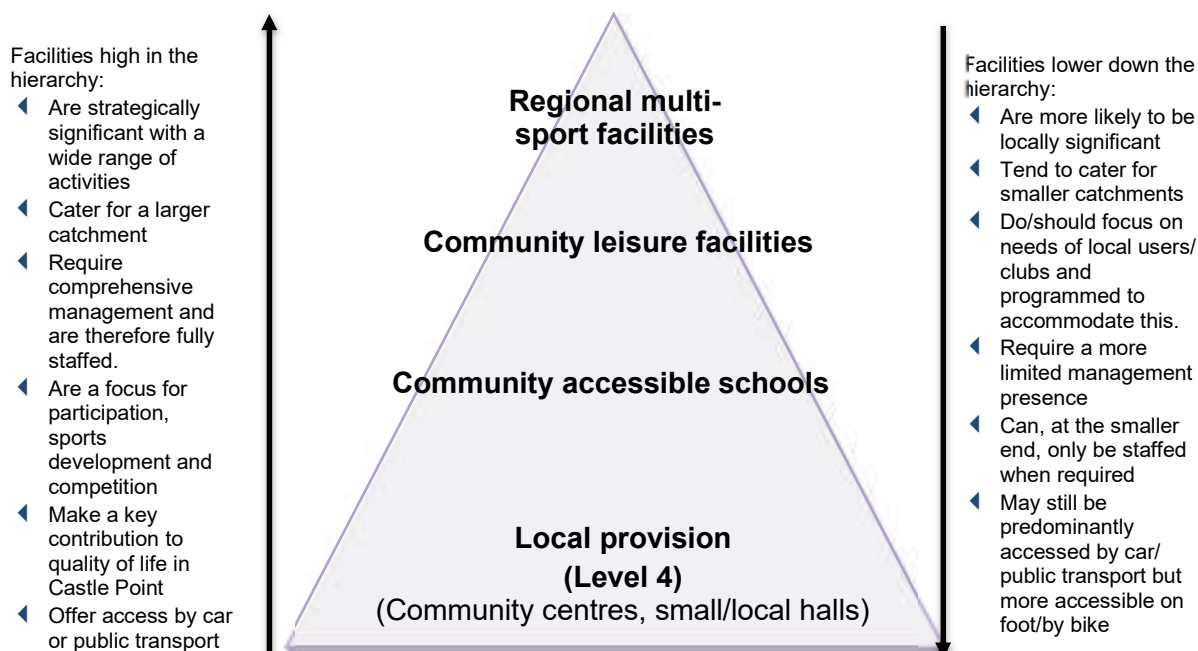 Facilities high in the
hierarchy:
Are strategically
significant with a
wide range of
activities
Cater for a larger
catchment
Require
comprehensive
management and
are therefore fully
staffed.
Are a focus for
participation,
sports
development and
competition
Make a key
contribution to
quality of life in
Castle Point
Offer access by car
or public transport
Regional multi-
sport facilities
Community leisure facilities
Community accessible schools
Local provision
(Level 4)
(Community centres, small/local halls)
Facilities lower down the
hierarchy:
Are more likely to be
locally significant
Tend to cater for
smaller catchments
Do/should focus on
needs of local users/
clubs and
programmed to
accommodate this.
Require a more
limited management
presence
Can, at the smaller
end, only be staffed
when required
May still be
predominantly
accessed by car/
public transport but
more accessible on
foot/by bike